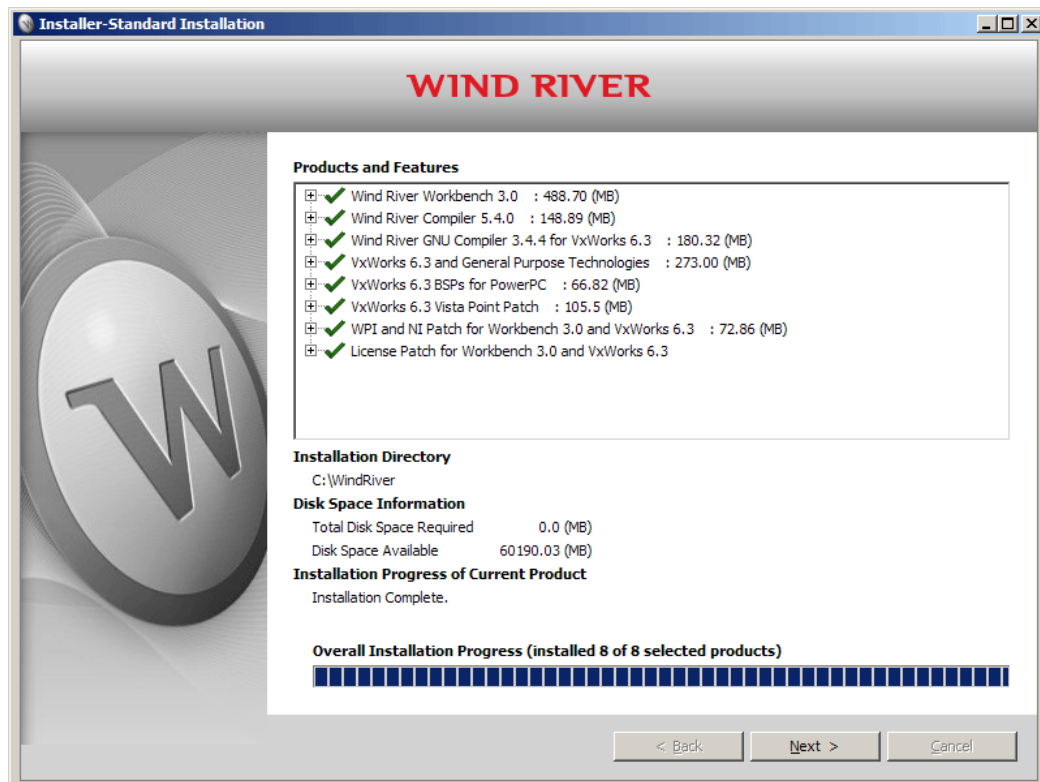 Installer-Standard Installation
WIND RIVER
Products and Features
Wind River Workbench 3.0 : 488.70 (MB)
Wind River Compiler 5.4.0 : 148.89 (MB)
Wind River GNU Compiler 3.4.4 for VxWorks 6.3 : 180.32 (MB)
VxWorks 6.3 and General Purpose Technologies : 273.00 (MB)
VxWorks 6.3 BSPs for PowerPC : 66.82 (MB)
VxWorks 6.3 Vista Point Patch : 105.5 (MB)
WPI and NI Patch for Workbench 3.0 and VxWorks 6.3 : 72.86 (MB)
License Patch for Workbench 3.0 and VxWorks 6.3
Installation Directory
C:\WindRiver
Disk Space Information
Total Disk Space Required 0.0 (MB)
Disk Space Available 60190.03 (MB)
Installation Progress of Current Product
Installation Complete.
Overall Installation Progress (installed 8 of 8 selected products)
< Back Next > Cancel
W